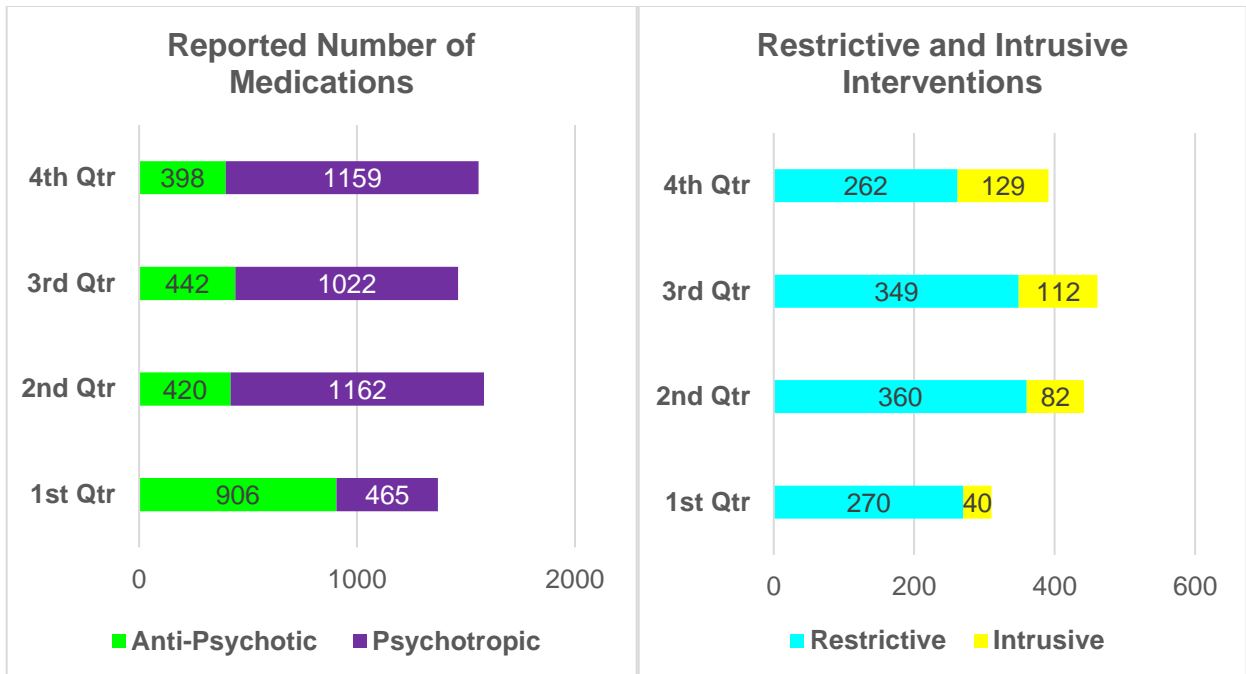 Reported Number of
Medications
4th Qtr 398 1159
3rd Qtr 442 1022
2nd Qtr 420 1162
1st Qtr 906 465
0 1000 2000
Anti-Psychotic Psychotropic
Restrictive and Intrusive
Interventions
4th Qtr 262 129
3rd Qtr 349 112
2nd Qtr 360 82
1st Qtr 270 40
0 200 400 600
Restrictive Intrusive